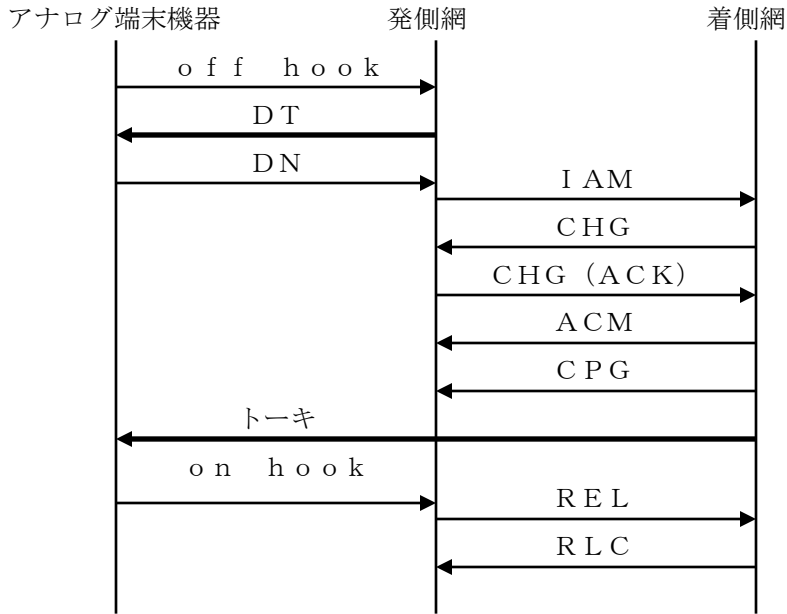 アナログ端末機器 発側網 着側網
ｏｆｆ ｈｏｏｋ
ＤＴ
ＤＮ
ＩＡＭ
ＣＨＧ
ＣＨＧ（ＡＣＫ）
ＡＣＭ
ＣＰＧ
トーキ
ｏｎ ｈｏｏｋ
ＲＥＬ
ＲＬＣ